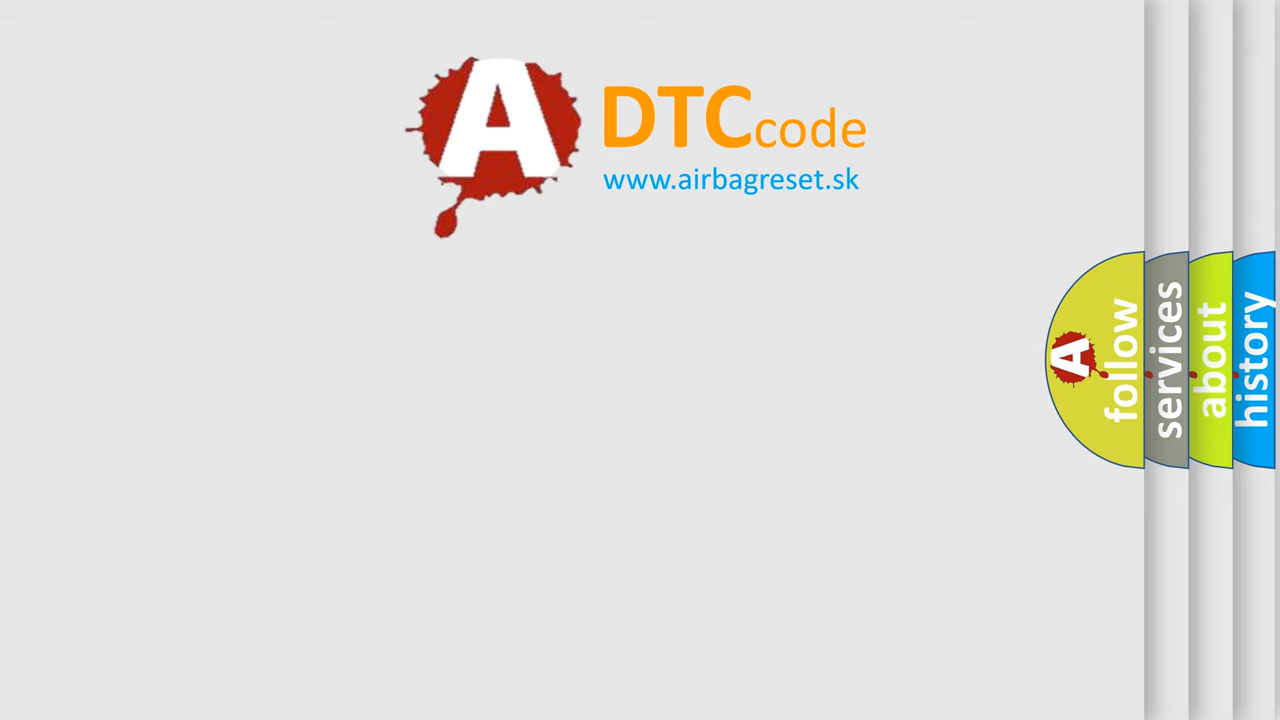 A
DTCcode
www.airbagreset.sk
A
follow
services
about
history